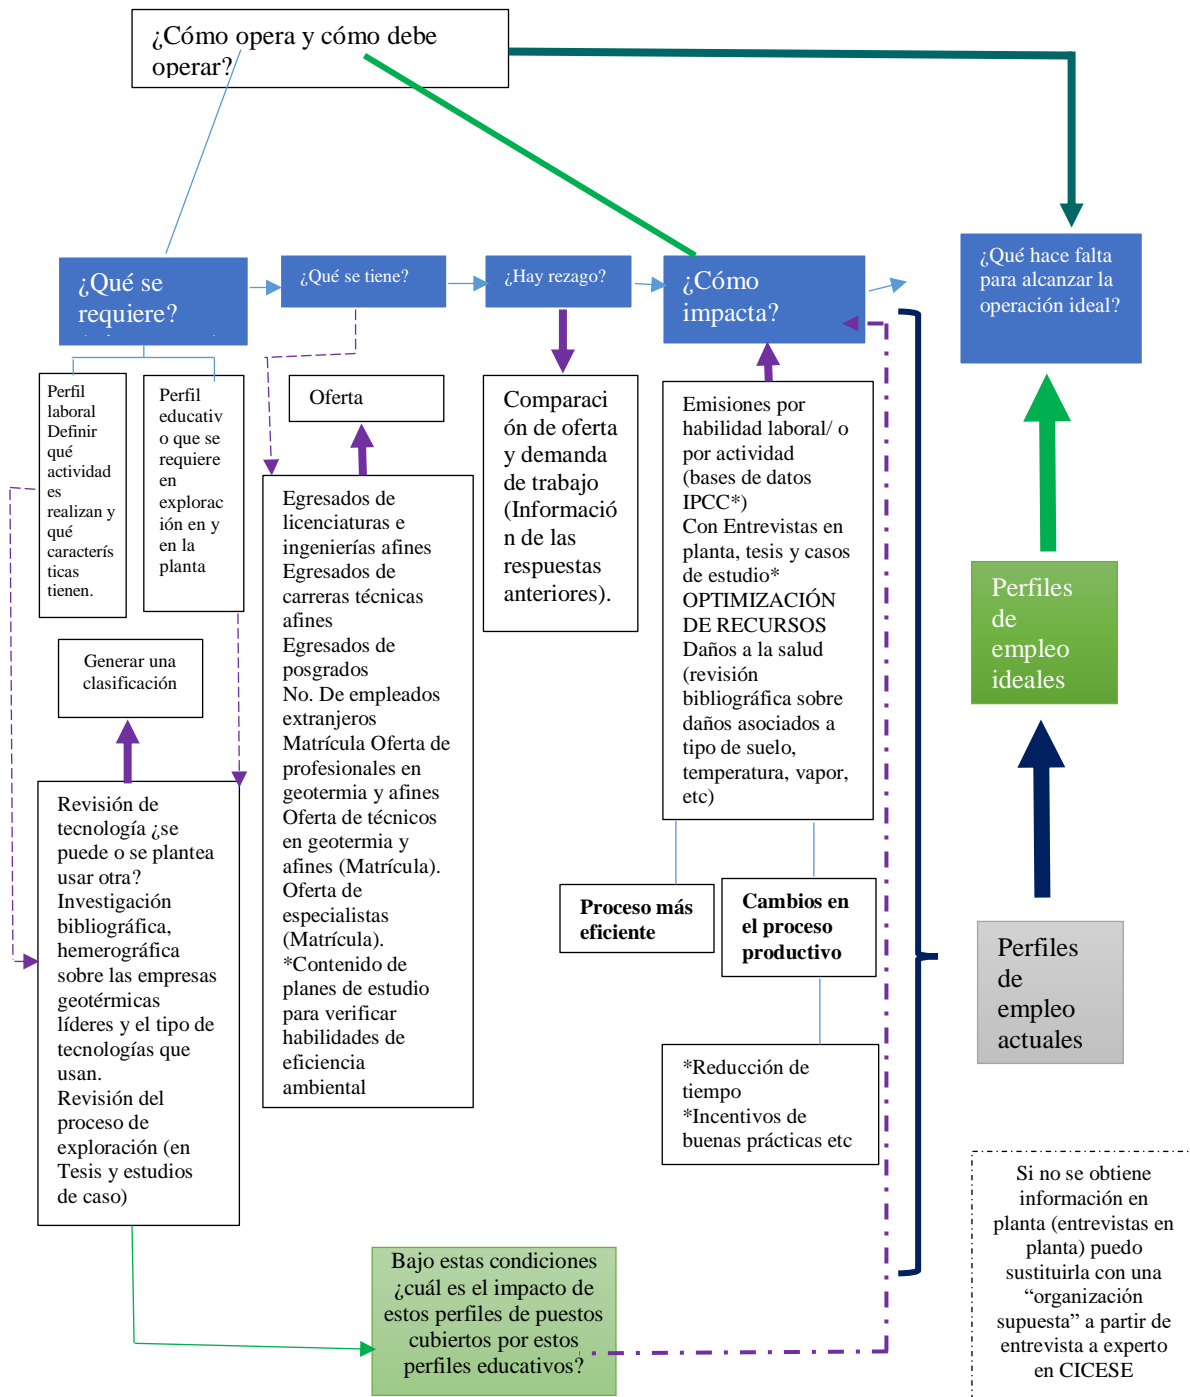 ¿Cómo opera y cómo debe
operar?
¿Qué se
requiere?
¿Qué se tiene?
¿Hay rezago?
¿Cómo
impacta?
¿Qué hace falta
para alcanzar la
operación ideal?
Perfil
laboral
Definir
qué
actividad
es
realizan y
qué
caracterís
ticas
tienen.
Perfil
educativ
o que se
requiere
en
explorac
ión en y
en la
planta
Oferta
Comparaci
ón de oferta
y demanda
de trabajo
(Informació
n de las
respuestas
anteriores).
Emisiones por
habilidad laboral/ o
por actividad
(bases de datos
IPCC*)
Con Entrevistas en
planta, tesis y casos
de estudio*
OPTIMIZACIÓN
DE RECURSOS
Daños a la salud
(revisión
bibliográfica sobre
daños asociados a
tipo de suelo,
temperatura, vapor,
etc)
Egresados de
licenciaturas e
ingenierías afines
Egresados de
carreras técnicas
afines
Egresados de
posgrados
No. De empleados
extranjeros
Matrícula Oferta de
profesionales en
geotermia y afines
Oferta de técnicos
en geotermia y
afines (Matrícula).
Oferta de
especialistas
(Matrícula).
*Contenido de
planes de estudio
para verificar
habilidades de
eficiencia
ambiental
Generar una
clasificación
Perfiles
de
empleo
ideales
Revisión de
tecnología ¿se
puede o se plantea
usar otra?
Investigación
bibliográfica,
hemerográfica
sobre las empresas
geotérmicas
líderes y el tipo de
tecnologías que
usan.
Revisión del
proceso de
exploración (en
Tesis y estudios
de caso)
Proceso más
eficiente
Cambios en
el proceso
productivo
Perfiles
de
empleo
actuales
*Reducción de
tiempo
*Incentivos de
buenas prácticas etc
Si no se obtiene
información en
planta (entrevistas en
planta) puedo
sustituirla con una
“organización
supuesta” a partir de
entrevista a experto
en CICESE
Bajo estas condiciones
¿cuál es el impacto de
estos perfiles de puestos
cubiertos por estos
perfiles educativos?